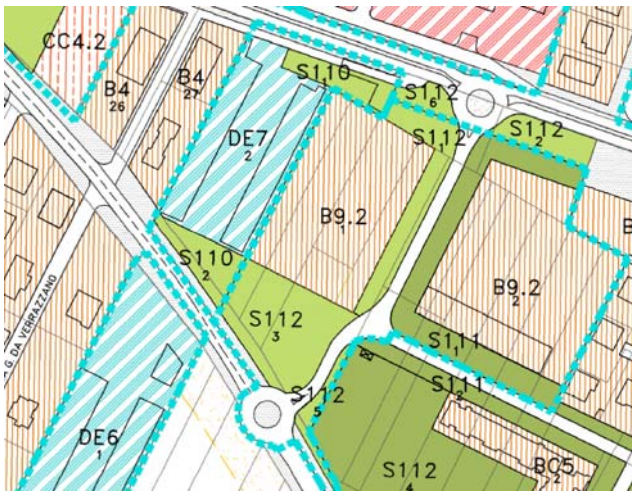 CC4.2
B4
26
B4
27
S110
1
S112
6
S112
1
S112
2
DE7
2
B9.2
1
B
S110
2
B9.2
2
S112
3
S111
1
S111
2
G. DA VERRAZZANO
S112
5
DE6
1
S112
4
BC5
2